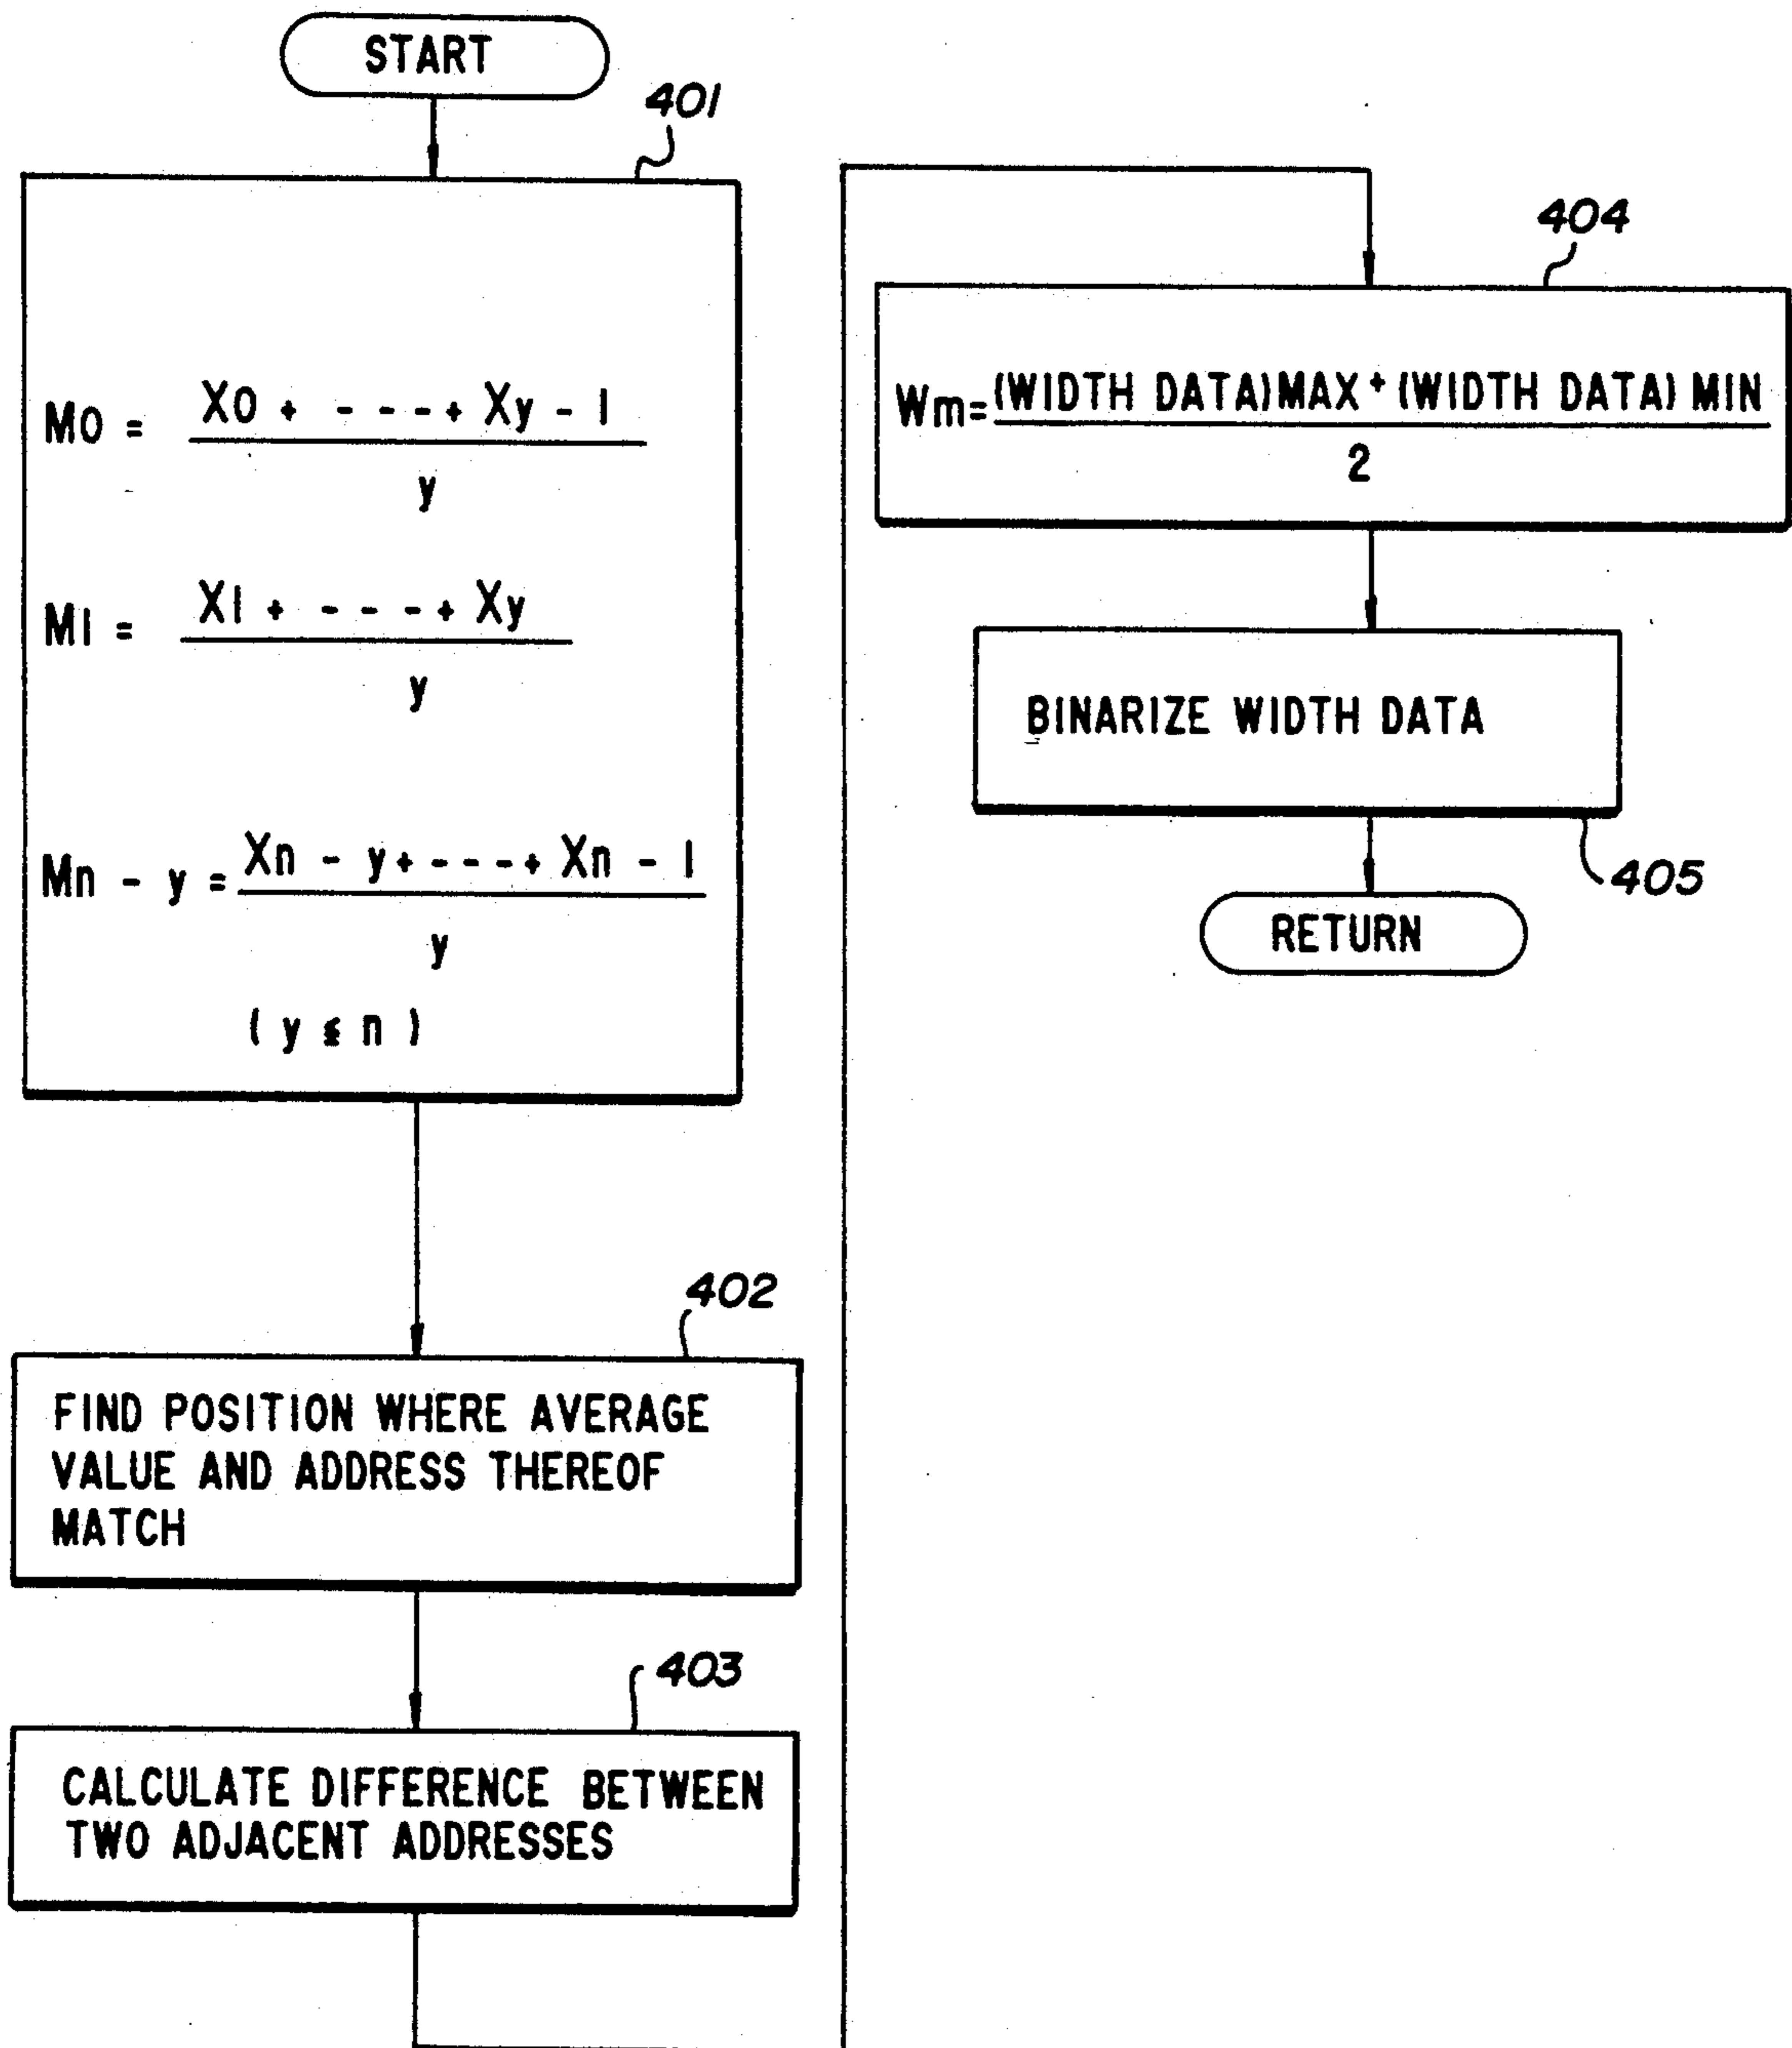 START
401
M0 = X0 + - - - + Xy - 1
y
M1 = X1 + - - - + Xy
y
Mn - y = Xn - y + - - - + Xn - 1
y
( y ≦ n )
402
FIND POSITION WHERE AVERAGE
VALUE AND ADDRESS THEREOF
MATCH
403
CALCULATE DIFFERENCE BETWEEN
TWO ADJACENT ADDRESSES
404
Wm = (WIDTH DATA) MAX + (WIDTH DATA) MIN
2
BINARIZE WIDTH DATA
405
RETURN